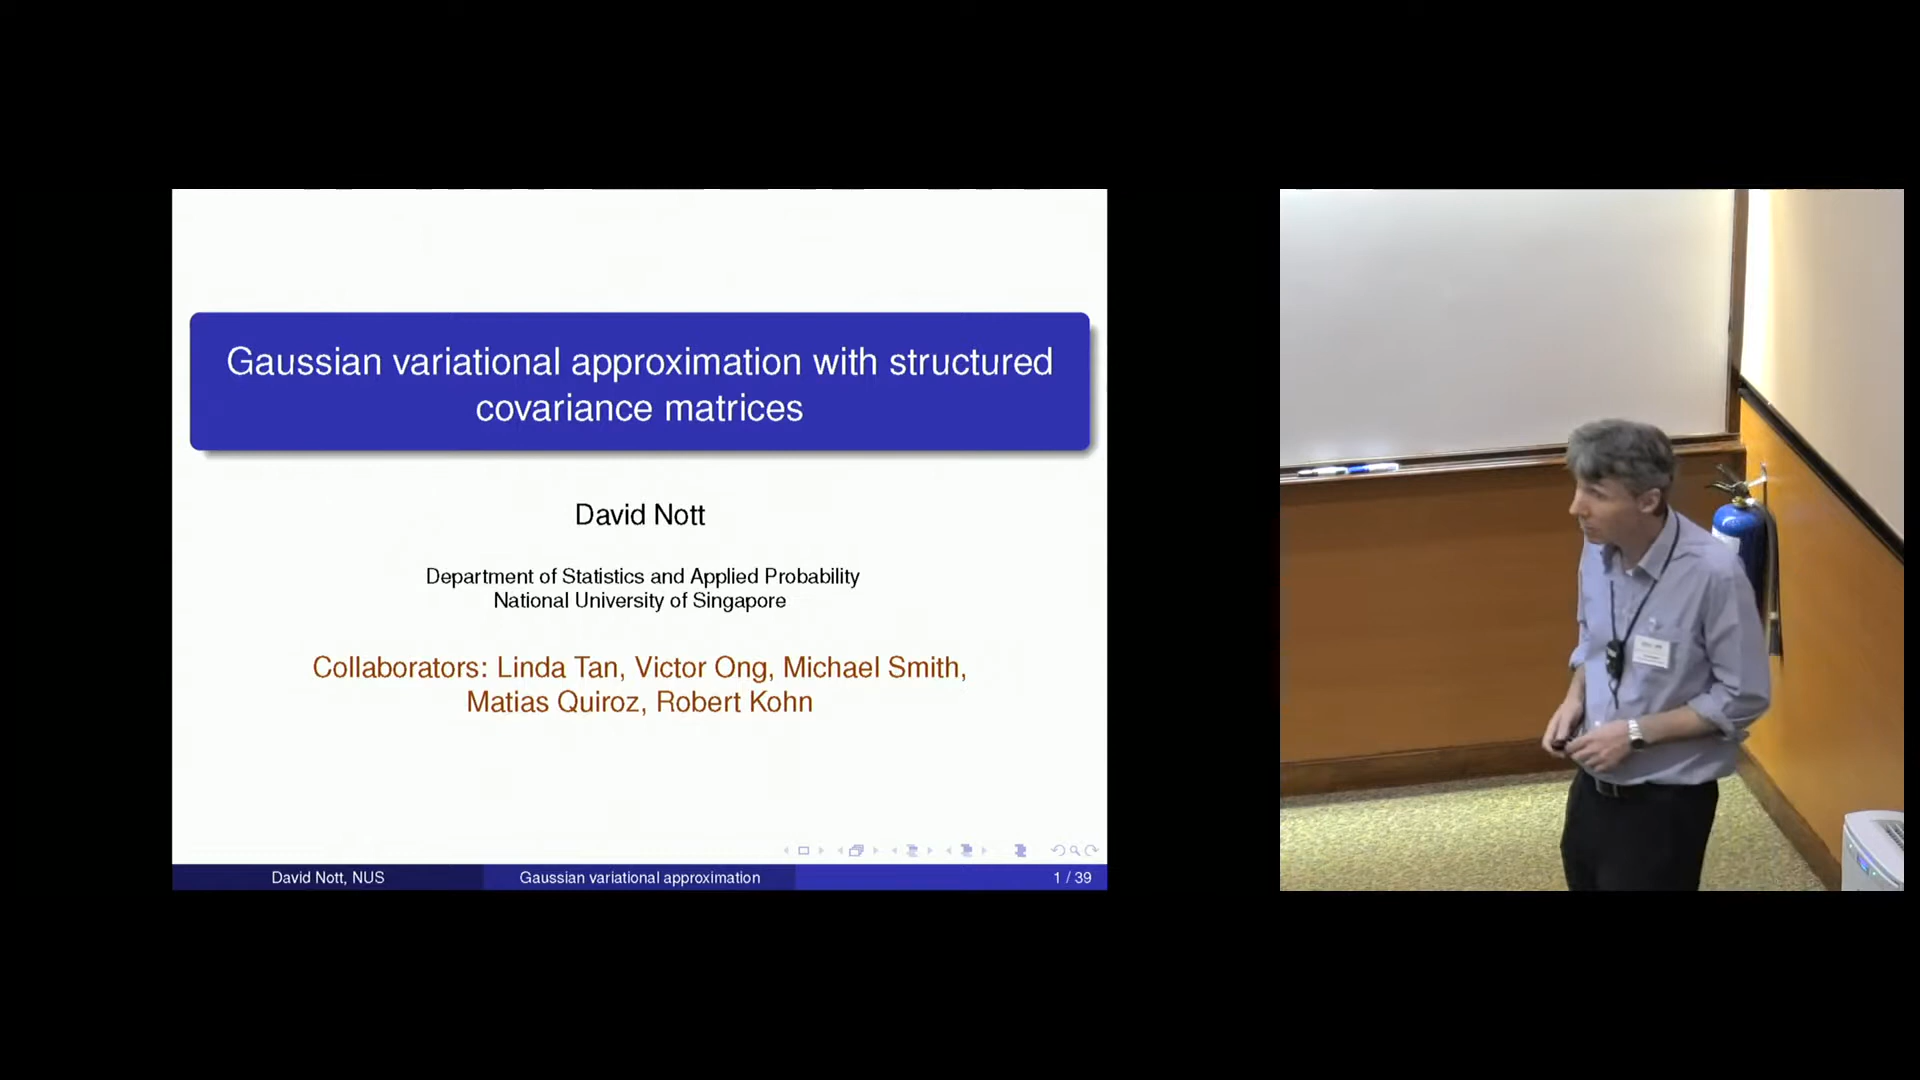 Gaussian variational approximation with structured
covariance matrices
David Nott
Department of Statistics and Applied Probability
National University of Singapore
Collaborators: Linda Tan, Victor Ong, Michael Smith,
Matias Quiroz, Robert Kohn
David Nott, NUS
Gaussian variational approximation
1 / 39